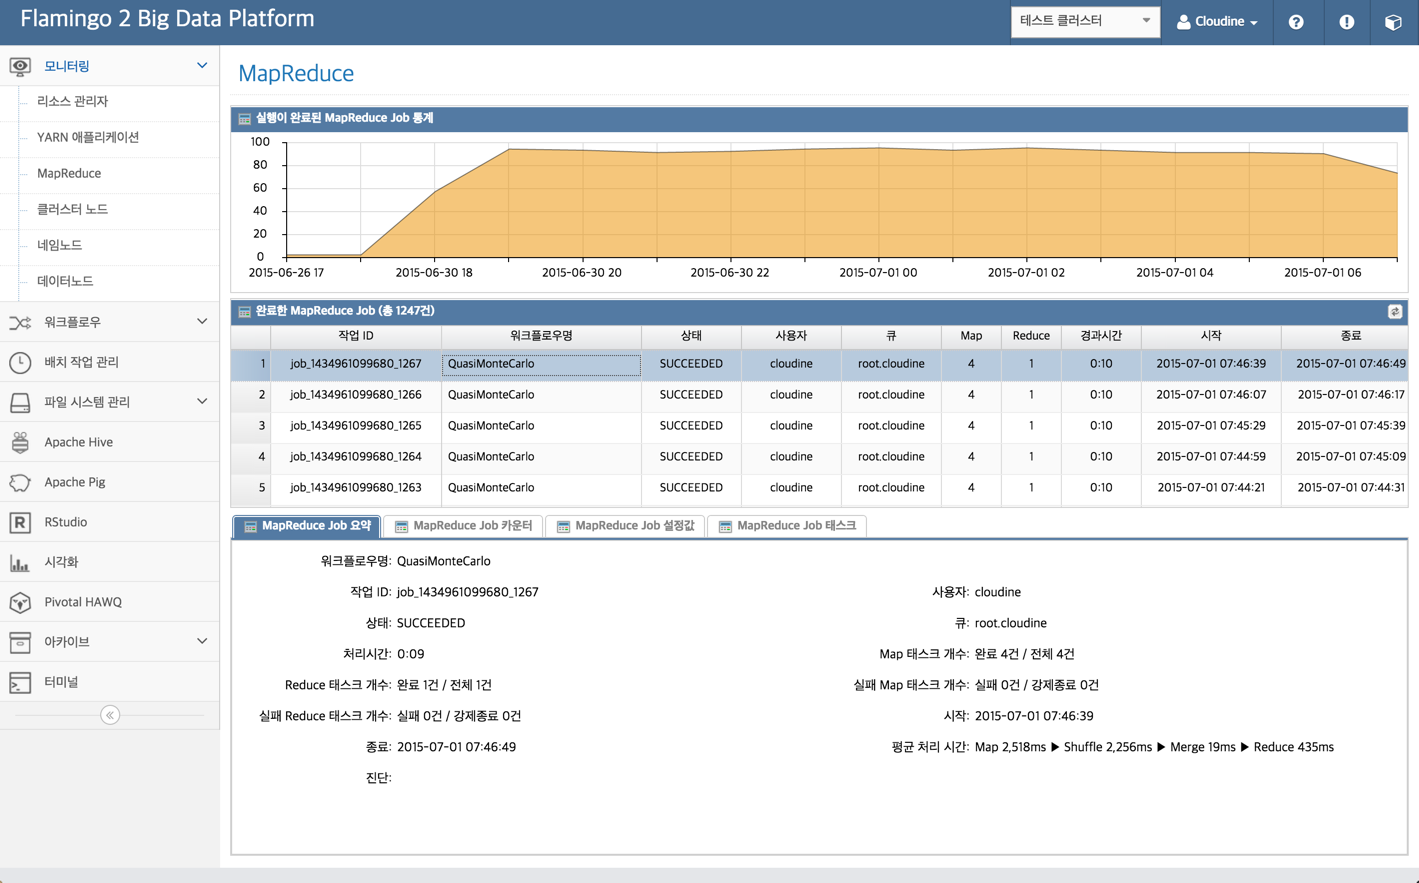 Flamingo 2 Big Data Platform
테스트 클러스터
Cloudine
모니터링
리소스 관리자
YARN 애플리케이션
MapReduce
클러스터 노드
네임노드
데이터노드
워크플로우
배치 작업 관리
파일 시스템 관리
Apache Hive
Apache Pig
RStudio
시각화
Pivotal HAWQ
아카이브
터미널
MapReduce
실행이 완료된 MapReduce Job 통계
100
80
60
40
20
0
2015-06-26 17 2015-06-30 18 2015-06-30 20 2015-06-30 22 2015-07-01 00 2015-07-01 02 2015-07-01 04 2015-07-01 06
완료한 MapReduce Job (총 1247건)
작업 ID 워크플로우명 상태 사용자 큐 Map Reduce 경과시간 시작 종료
1 job_1434961099680_1267 QuasiMonteCarlo SUCCEEDED cloudine root.cloudine 4 1 0:10 2015-07-01 07:46:39 2015-07-01 07:46:49
2 job_1434961099680_1266 QuasiMonteCarlo SUCCEEDED cloudine root.cloudine 4 1 0:10 2015-07-01 07:46:07 2015-07-01 07:46:17
3 job_1434961099680_1265 QuasiMonteCarlo SUCCEEDED cloudine root.cloudine 4 1 0:10 2015-07-01 07:45:29 2015-07-01 07:45:39
4 job_1434961099680_1264 QuasiMonteCarlo SUCCEEDED cloudine root.cloudine 4 1 0:10 2015-07-01 07:44:59 2015-07-01 07:45:09
5 job_1434961099680_1263 QuasiMonteCarlo SUCCEEDED cloudine root.cloudine 4 1 0:10 2015-07-01 07:44:21 2015-07-01 07:44:31
MapReduce Job 요약 MapReduce Job 카운터 MapReduce Job 설정값 MapReduce Job 태스크
워크플로우명: QuasiMonteCarlo
작업 ID: job_1434961099680_1267 사용자: cloudine
상태: SUCCEEDED 큐: root.cloudine
처리시간: 0:09 Map 태스크 개수: 완료 4건 / 전체 4건
Reduce 태스크 개수: 완료 1건 / 전체 1건 실패 Map 태스크 개수: 실패 0건 / 강제종료 0건
실패 Reduce 태스크 개수: 실패 0건 / 강제종료 0건 시작: 2015-07-01 07:46:39
종료: 2015-07-01 07:46:49 평균 처리 시간: Map 2,518ms ▶ Shuffle 2,256ms ▶ Merge 19ms ▶ Reduce 435ms
진단: